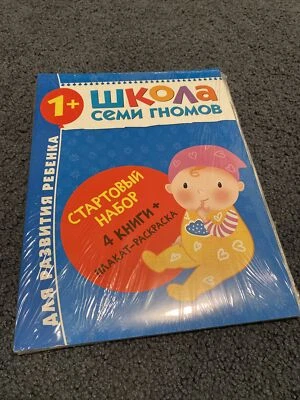 1+
ШКОЛА
СЕМИ ГНОМОВ
СТАРТОВЫЙ
НАБОР
4 КНИГИ +
ПЛАКАТ-РАСКРАСКА
ДЛЯ РАЗВИТИЯ РЕБЕНКА